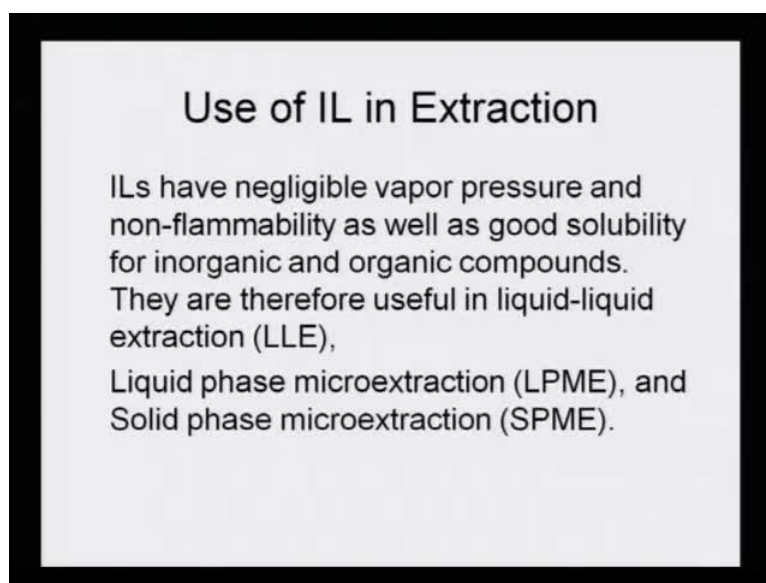 Use of IL in Extraction
ILs have negligible vapor pressure and
non-flammability as well as good solubility
for inorganic and organic compounds.
They are therefore useful in liquid-liquid
extraction (LLE),
Liquid phase microextraction (LPME), and
Solid phase microextraction (SPME).